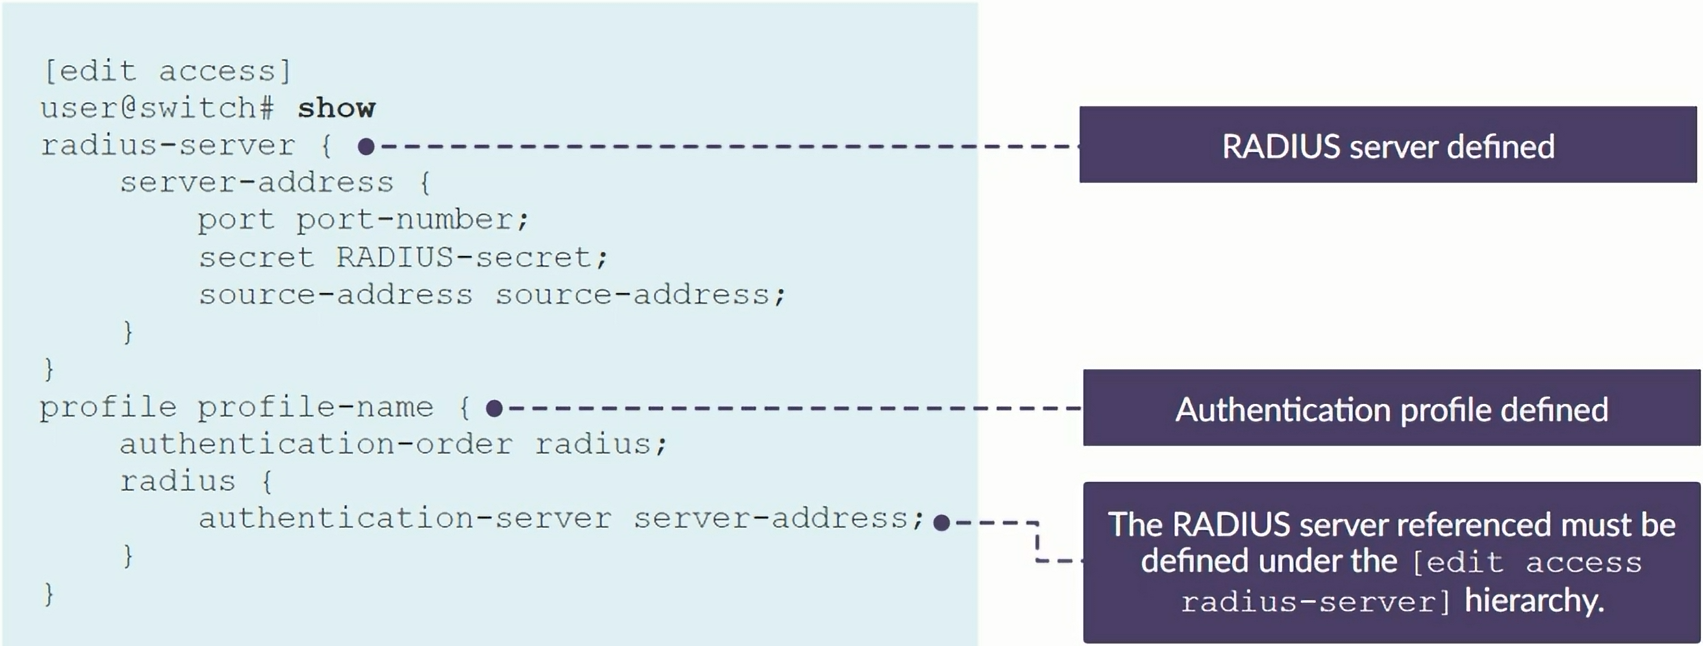 [edit access]
user@switch# show
radius-server {
server-address {
port port-number;
secret RADIUS-secret;
source-address source-address;
}
}
profile profile-name {
authentication-order radius;
radius {
authentication-server server-address;
}
}
RADIUS server defined
Authentication profile defined
The RADIUS server referenced must be
defined under the [edit access
radius-server] hierarchy.